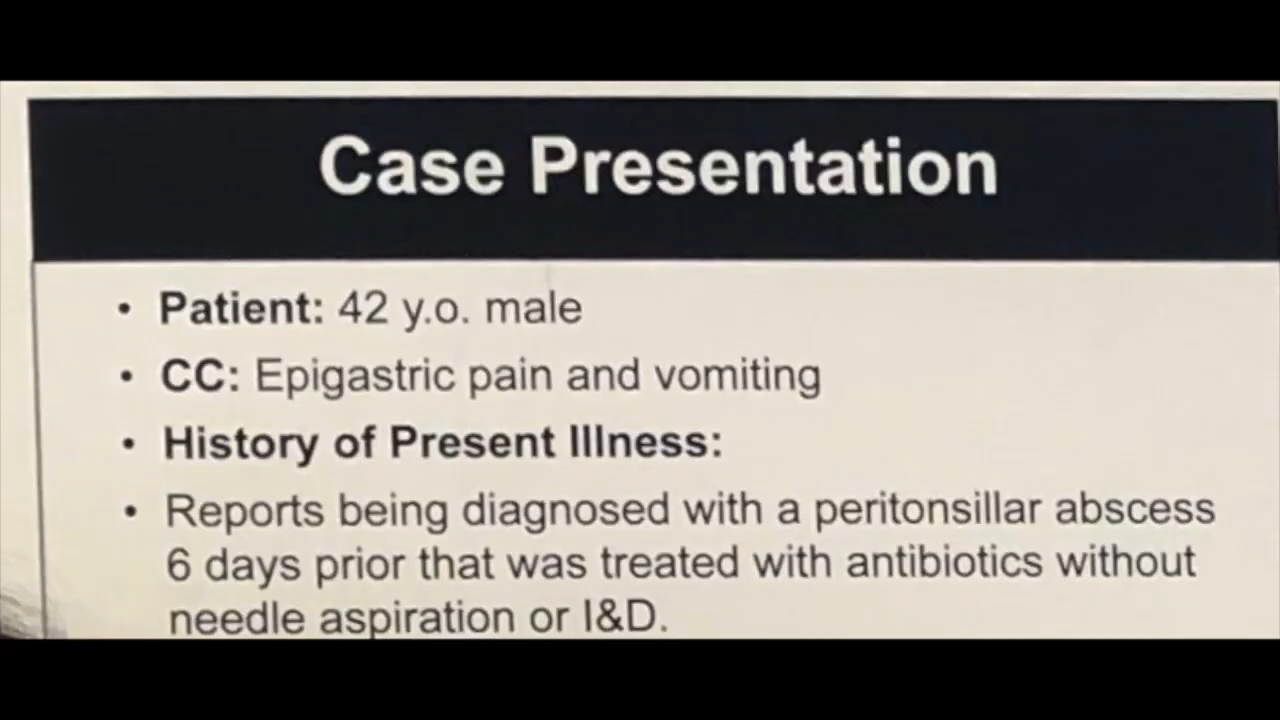 Case Presentation
• Patient: 42 y.o. male
• CC: Epigastric pain and vomiting
• History of Present Illness:
• Reports being diagnosed with a peritonsillar abscess
6 days prior that was treated with antibiotics without
needle aspiration or I&D.